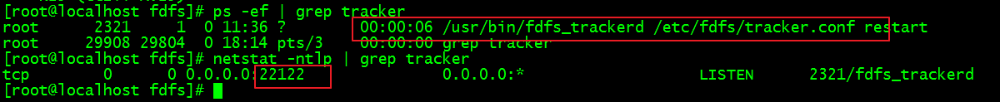 [root@localhost fdfs]# ps -ef | grep tracker
root 2321 1 0 11:36 ? 00:00:06 /usr/bin/fdfs_trackerd /etc/fdfs/tracker.conf restart
root 29908 29804 0 18:14 pts/3 00:00:00 grep tracker
[root@localhost fdfs]# netstat -ntlp | grep tracker
tcp 0 0 0.0.0.0:22122 0.0.0.0:* LISTEN 2321/fdfs_trackerd
[root@localhost fdfs]#